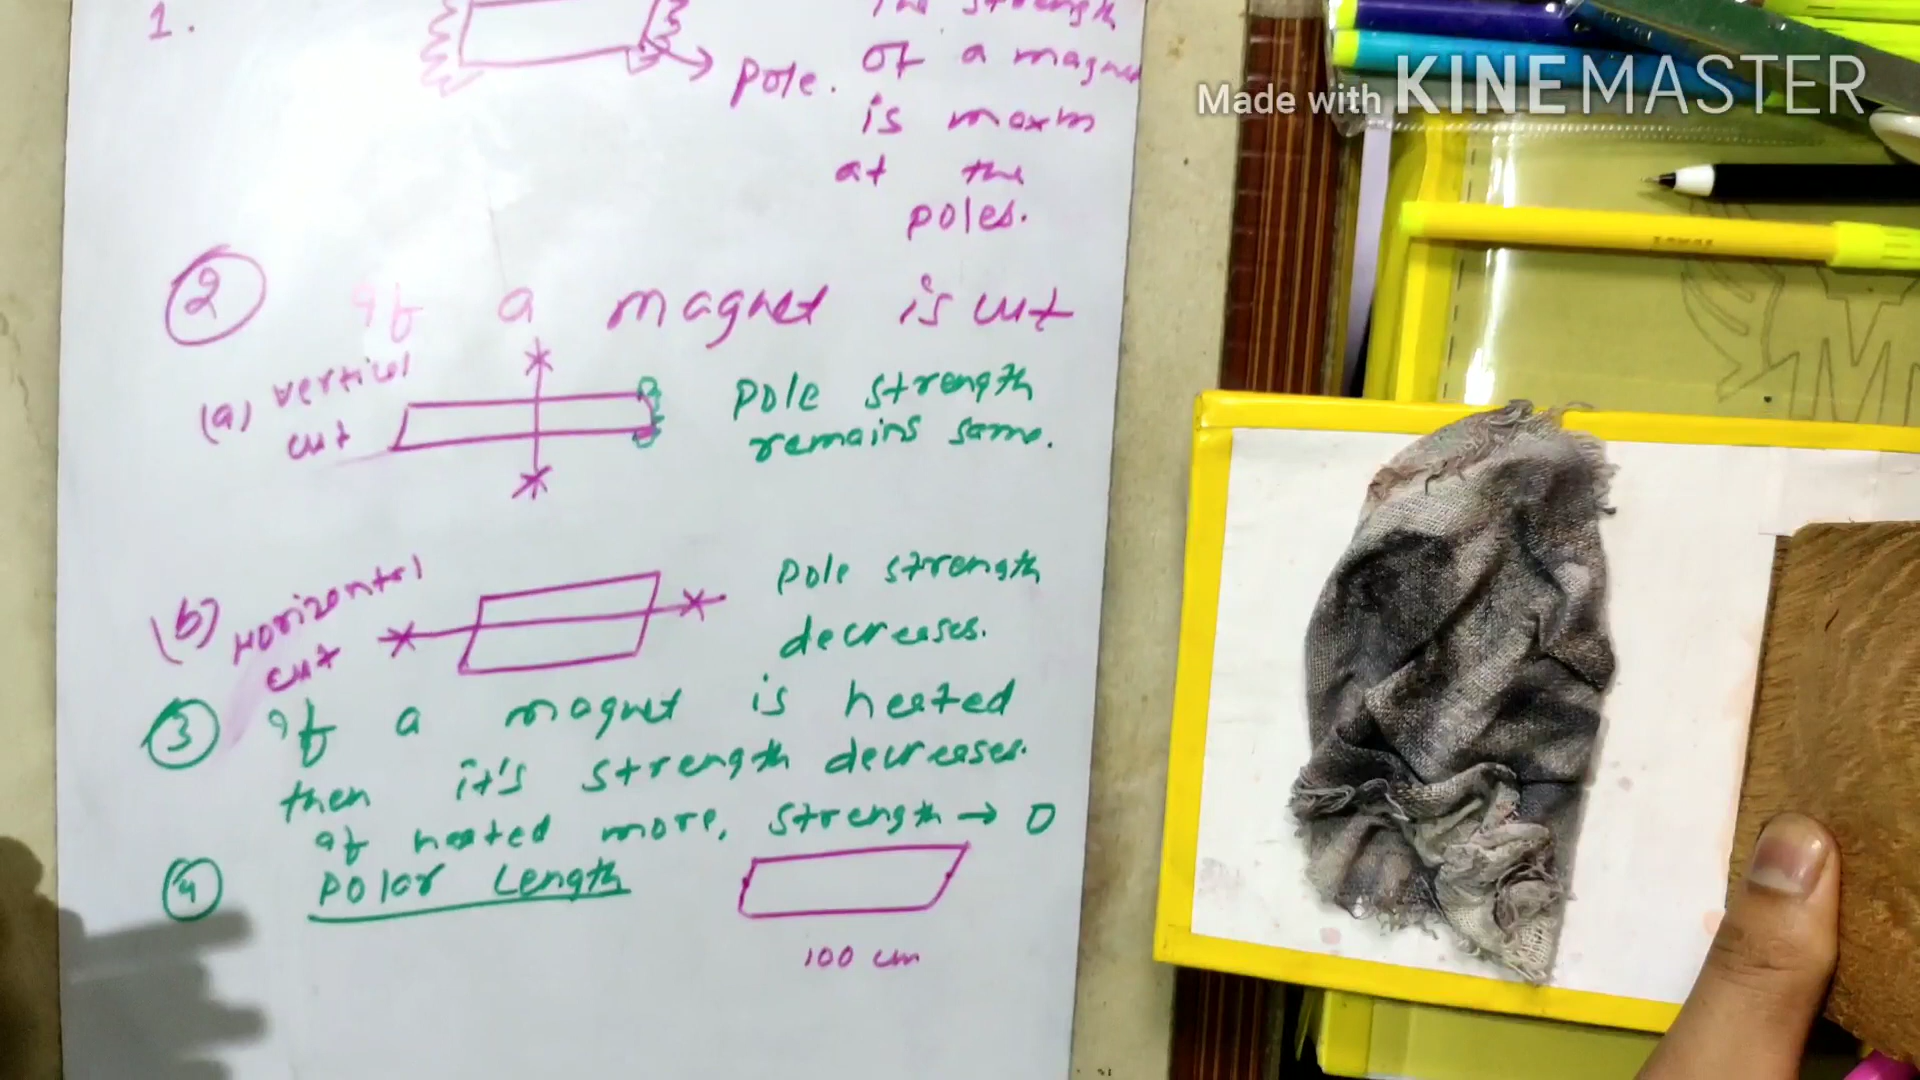 1.
The strength
of a magnet
is maxm
at the
poles.
Pole.
Made with KINEMASTER
2 If a magnet is cut
(a) vertical
cut
Pole strength
remains same.
(b) Horizontal
cut
Pole strength
decreases.
3 If a magnet is heated
then it's strength decreases.
If heated more, strength → 0
4 Polar Length
100 cm